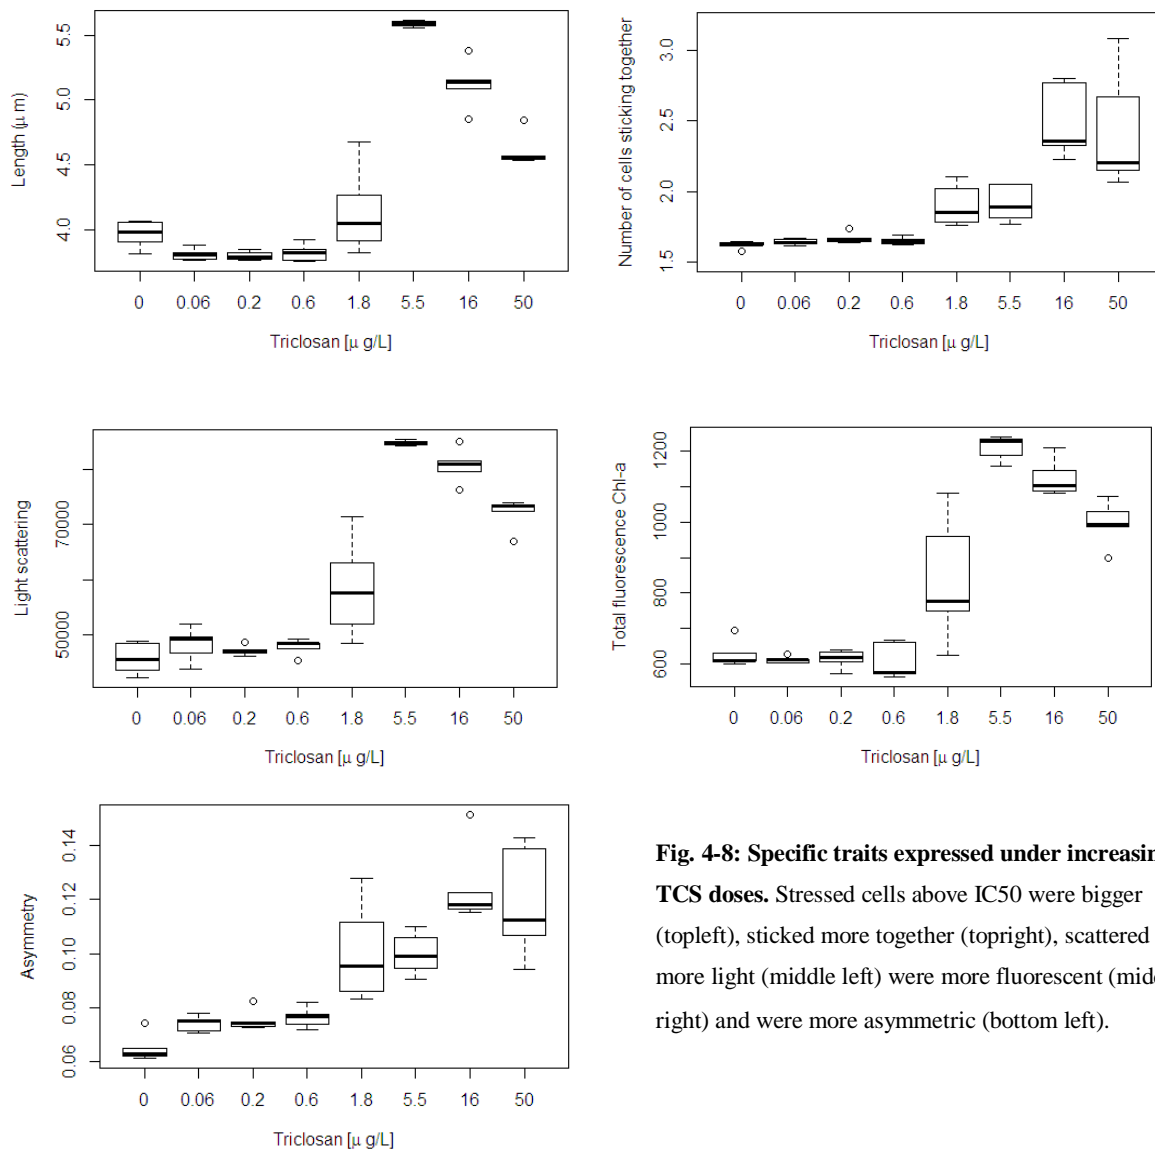 Length (μ m)
5.5
5.0
4.5
4.0
0 0.06 0.2 0.6 1.8 5.5 16 50
Triclosan [μ g/L]
Number of cells sticking together
3.0
2.5
2.0
1.5
0 0.06 0.2 0.6 1.8 5.5 16 50
Triclosan [μ g/L]
Light scattering
70000
50000
0 0.06 0.2 0.6 1.8 5.5 16 50
Triclosan [μ g/L]
Total fluorescence Chl-a
1200
1000
800
600
0 0.06 0.2 0.6 1.8 5.5 16 50
Triclosan [μ g/L]
Asymmetry
0.14
0.12
0.10
0.08
0.06
0 0.06 0.2 0.6 1.8 5.5 16 50
Triclosan [μ g/L]
Fig. 4-8: Specific traits expressed under
TCS doses. Stressed cells above IC50 were bigger
(topleft), sticked more together (topright), scattered
more light (middle left) were more fluorescent
right) and were more asymmetric (bottom left).